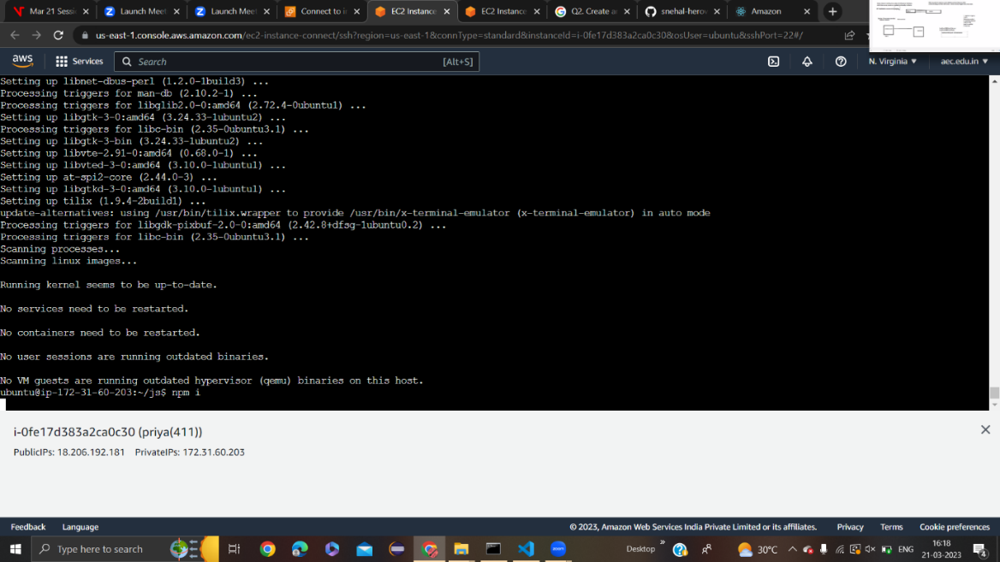 Mar 21 Sessi
Launch Meet
Launch Meet
Connect to in
EC2 Instance
EC2 Instance
Q2. Create a
snehal-herov
Amazon
us-east-1.console.aws.amazon.com/ec2-instance-connect/ssh?region=us-east-1&connType=standard&instanceId=i-0fe17d383a2ca0c30&osUser=ubuntu&sshPort=22#/
aws
Services
Search
[Alt+S]
N. Virginia
aec.edu.in
Setting up libnet-dbus-perl (1.2.0-1build3) ...
Processing triggers for man-db (2.10.2-1) ...
Processing triggers for libglib2.0-0:amd64 (2.72.4-0ubuntu1) ...
Setting up libgtk-3-0:amd64 (3.24.33-1ubuntu2) ...
Processing triggers for libc-bin (2.35-0ubuntu3.1) ...
Setting up libgtk-3-bin (3.24.33-1ubuntu2) ...
Setting up libvte-2.91-0:amd64 (0.68.0-1) ...
Setting up libvted-3-0:amd64 (3.10.0-1ubuntu1) ...
Setting up at-spi2-core (2.44.0-3) ...
Setting up libgtkd-3-0:amd64 (3.10.0-1ubuntu1) ...
Setting up tilix (1.9.4-2build1) ...
update-alternatives: using /usr/bin/tilix.wrapper to provide /usr/bin/x-terminal-emulator (x-terminal-emulator) in auto mode
Processing triggers for libgdk-pixbuf-2.0-0:amd64 (2.42.8+dfsg-1ubuntu0.2) ...
Processing triggers for libc-bin (2.35-0ubuntu3.1) ...
Scanning processes...
Scanning linux images...
Running kernel seems to be up-to-date.
No services need to be restarted.
No containers need to be restarted.
No user sessions are running outdated binaries.
No VM guests are running outdated hypervisor (qemu) binaries on this host.
ubuntu@ip-172-31-60-203:~/js$ npm i
i-0fe17d383a2ca0c30 (priya(411))
PublicIPs: 18.206.192.181 PrivateIPs: 172.31.60.203
Feedback
Language
© 2023, Amazon Web Services India Private Limited or its affiliates.
Privacy
Terms
Cookie preferences
Type here to search
zoom
Desktop
30°C
ENG
16:18
21-03-2023
4